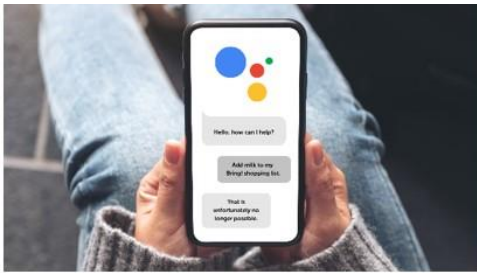 Hello, how can I help?
Add milk to my
Bring! shopping list.
That is
unfortunately no
longer possible.